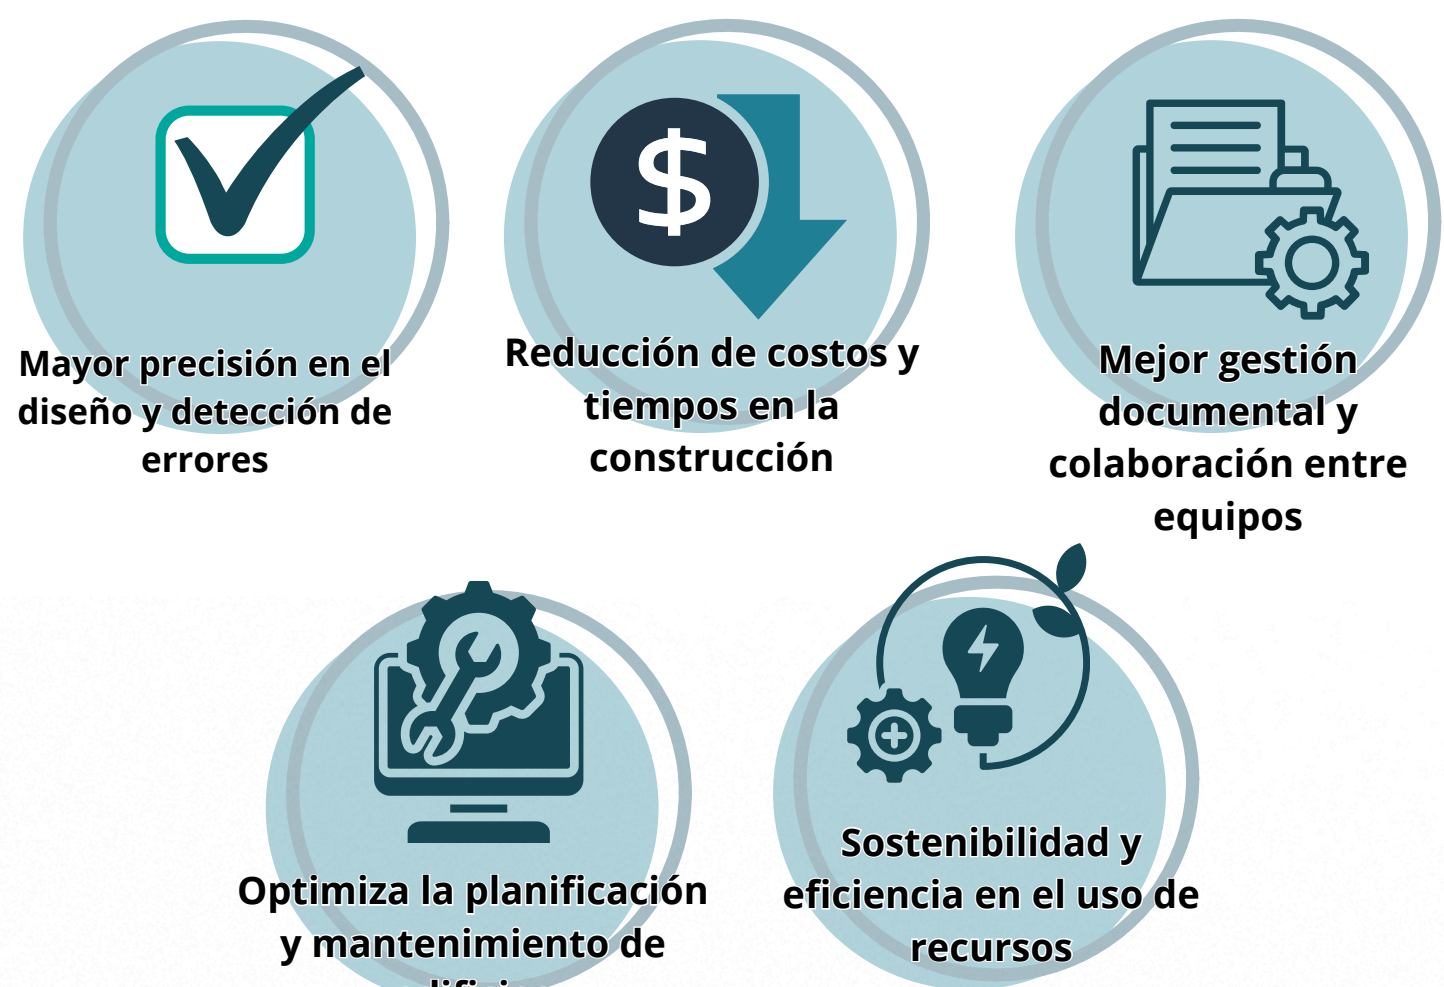 Mayor precisión en el
diseño y detección de
errores
Reducción de costos y
tiempos en la
construcción
Mejor gestión
documental y
colaboración entre
equipos
Optimiza la planificación
y mantenimiento de
Sostenibilidad y
eficiencia en el uso de
recursos